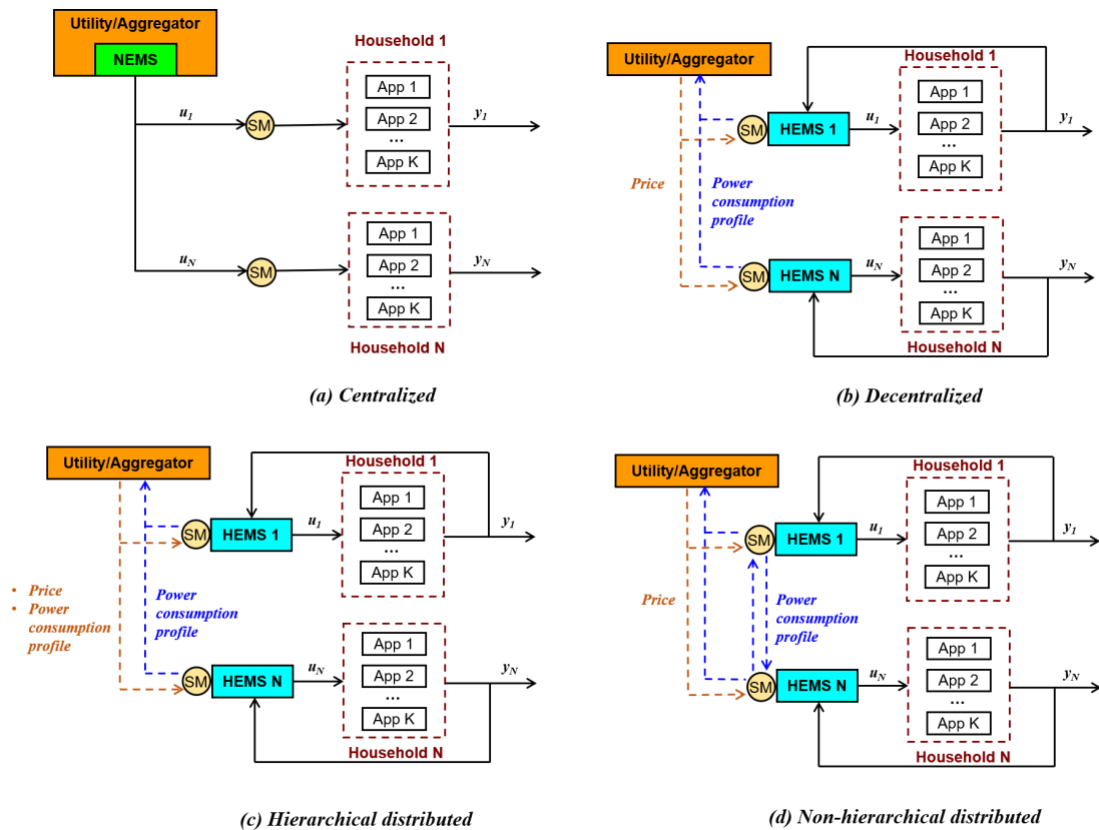 Utility/Aggregator
NEMS
Household 1
App 1
App 2
...
App K
u1
SM
y1
App 1
App 2
...
App K
uN
SM
yN
Household N
(a) Centralized
Utility/Aggregator
Household 1
App 1
App 2
...
App K
SM
HEMS 1
u1
y1
Price
Power
consumption
profile
App 1
App 2
...
App K
SM
HEMS N
uN
yN
Household N
(b) Decentralized
Utility/Aggregator
Household 1
App 1
App 2
...
App K
SM
HEMS 1
u1
y1
• Price
• Power
consumption
profile
Power
consumption
profile
App 1
App 2
...
App K
SM
HEMS N
uN
yN
Household N
(c) Hierarchical distributed
Utility/Aggregator
Household 1
App 1
App 2
...
App K
SM
HEMS 1
u1
y1
Price
Power
consumption
profile
App 1
App 2
...
App K
SM
HEMS N
uN
yN
Household N
(d) Non-hierarchical distributed